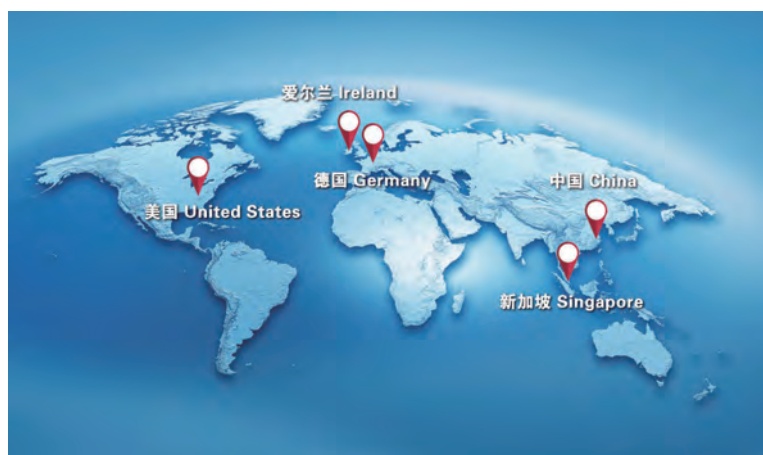 爱尔兰 Ireland
德国 Germany
中国 China
美国 United States
新加坡 Singapore